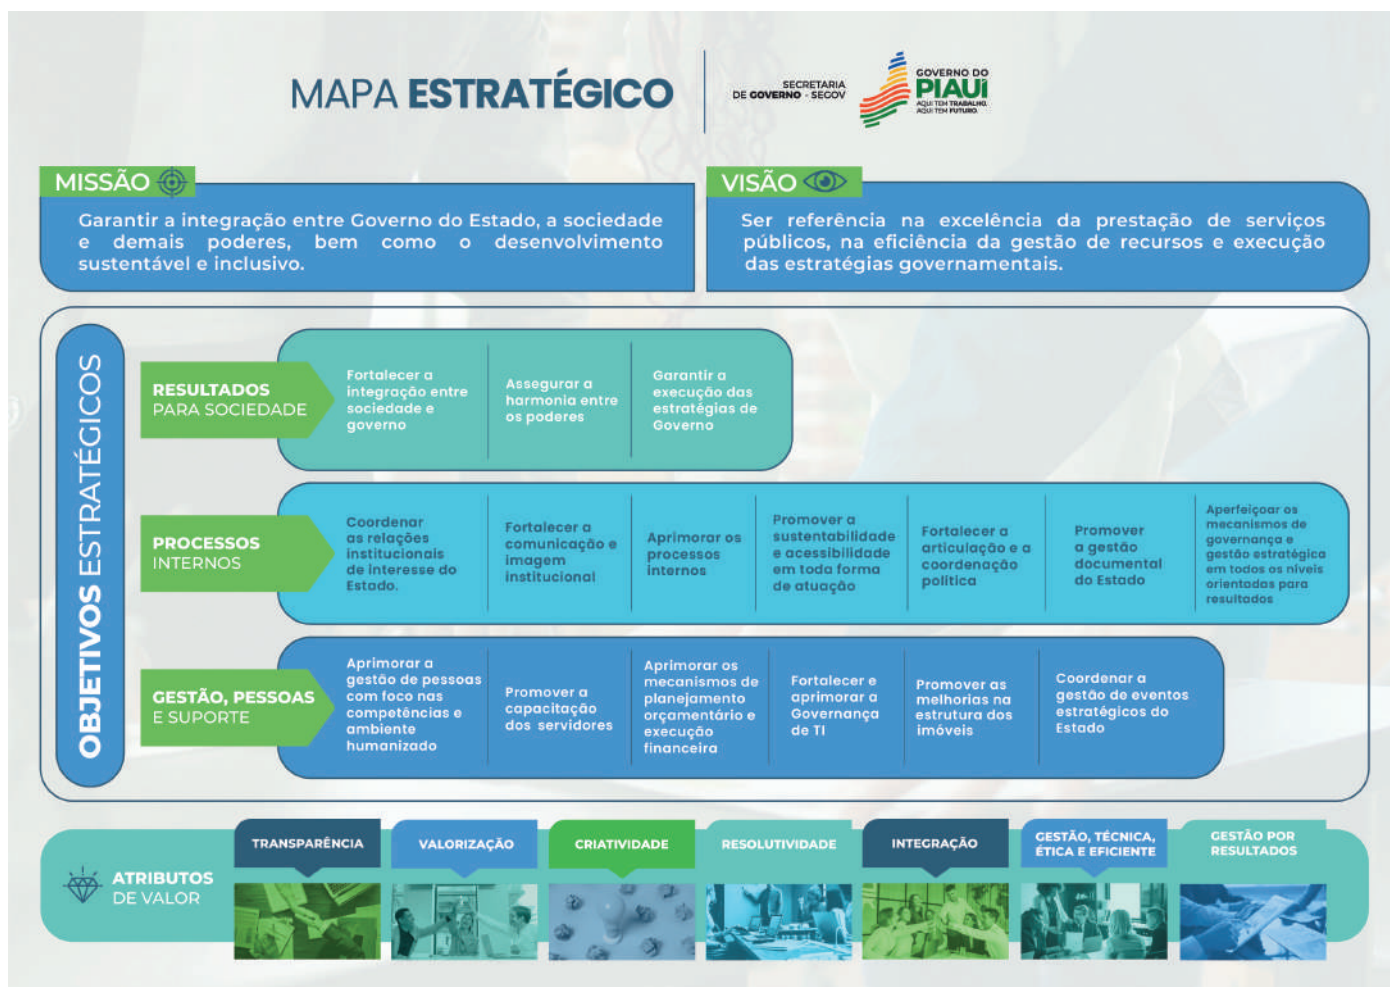 MAPA ESTRATÉGICO
SECRETARIA
DE GOVERNO - SEGOV
GOVERNO DO
PIAUÍ
AQUI TEM TRABALHO.
AQUI TEM FUTURO.
MISSÃO
Garantir a integração entre Governo do Estado, a sociedade
e demais poderes, bem como o desenvolvimento
sustentável e inclusivo.
VISÃO
Ser referência na excelência da prestação de serviços
públicos, na eficiência da gestão de recursos e execução
das estratégias governamentais.
OBJETIVOS ESTRATÉGICOS
RESULTADOS
PARA SOCIEDADE
Fortalecer a
integração entre
sociedade e
governo
Assegurar a
harmonia entre
os poderes
Garantir a
execução das
estratégias de
Governo
PROCESSOS
INTERNOS
Coordenar
as relações
institucionais
de interesse do
Estado.
Fortalecer a
comunicação e
imagem
institucional
Aprimorar os
processos
internos
Promover a
sustentabilidade
e acessibilidade
em toda forma
de atuação
Fortalecer a
articulação e a
coordenação
política
Promover
a gestão
documental
do Estado
Aperfeiçoar os
mecanismos de
governança e
gestão estratégica
em todos os níveis
orientadas para
resultados
GESTÃO, PESSOAS
E SUPORTE
Aprimorar a
gestão de pessoas
com foco nas
competências e
ambiente
humanizado
Promover a
capacitação
dos servidores
Aprimorar os
mecanismos de
planejamento
orçamentário e
execução
financeira
Fortalecer e
aprimorar a
Governança
de TI
Promover as
melhorias na
estrutura dos
imóveis
Coordenar a
gestão de eventos
estratégicos do
Estado
ATRIBUTOS
DE VALOR
TRANSPARÊNCIA
VALORIZAÇÃO
CRIATIVIDADE
RESOLUTIVIDADE
INTEGRAÇÃO
GESTÃO, TÉCNICA,
ÉTICA E EFICIENTE
GESTÃO POR
RESULTADOS